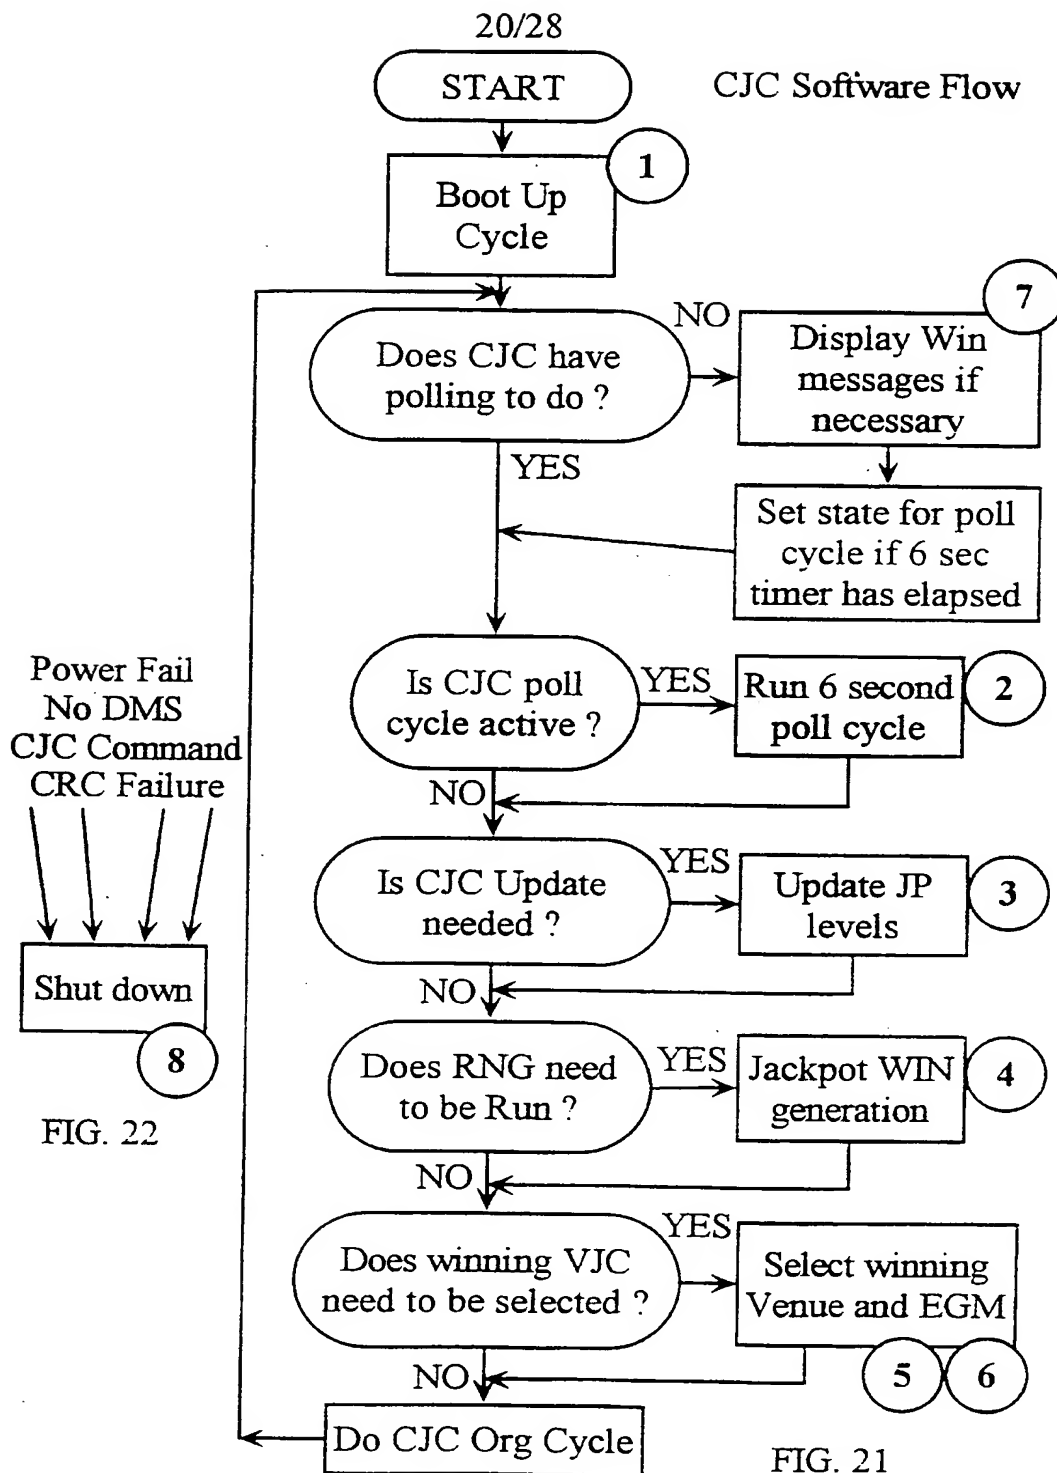 20/28
START
CJC Software Flow
1
Boot Up
Cycle
7
NO
Does CJC have
polling to do ?
Display Win
messages if
necessary
YES
Set state for poll
cycle if 6 sec
timer has elapsed
Power Fail
No DMS
CJC Command
CRC Failure
Is CJC poll
cycle active ?
YES
Run 6 second
poll cycle
2
NO
Is CJC Update
needed ?
YES
Update JP
levels
3
Shut down
8
FIG. 22
NO
Does RNG need
to be Run ?
YES
Jackpot WIN
generation
4
NO
Does winning VJC
need to be selected ?
YES
Select winning
Venue and EGM
5
6
NO
Do CJC Org Cycle
FIG. 21